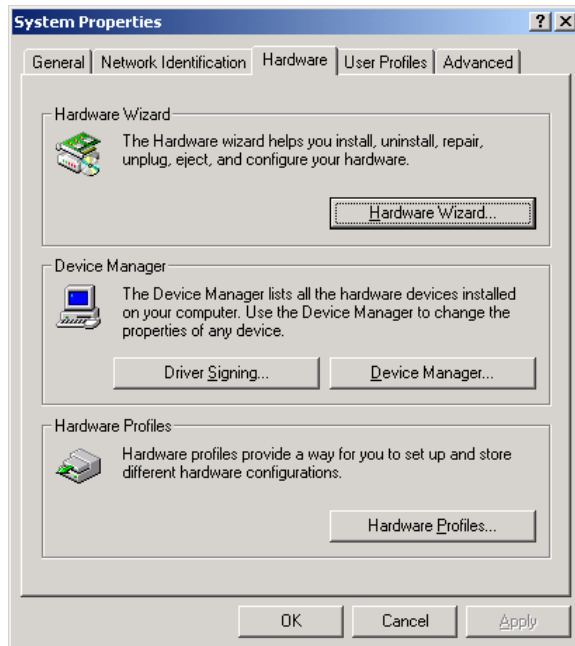 System Properties
General
Network Identification
Hardware
User Profiles
Advanced
Hardware Wizard
The Hardware wizard helps you install, uninstall, repair,
unplug, eject, and configure your hardware.
Hardware Wizard...
Device Manager
The Device Manager lists all the hardware devices installed
on your computer. Use the Device Manager to change the
properties of any device.
Driver Signing...
Device Manager...
Hardware Profiles
Hardware profiles provide a way for you to set up and store
different hardware configurations.
Hardware Profiles...
OK
Cancel
Apply